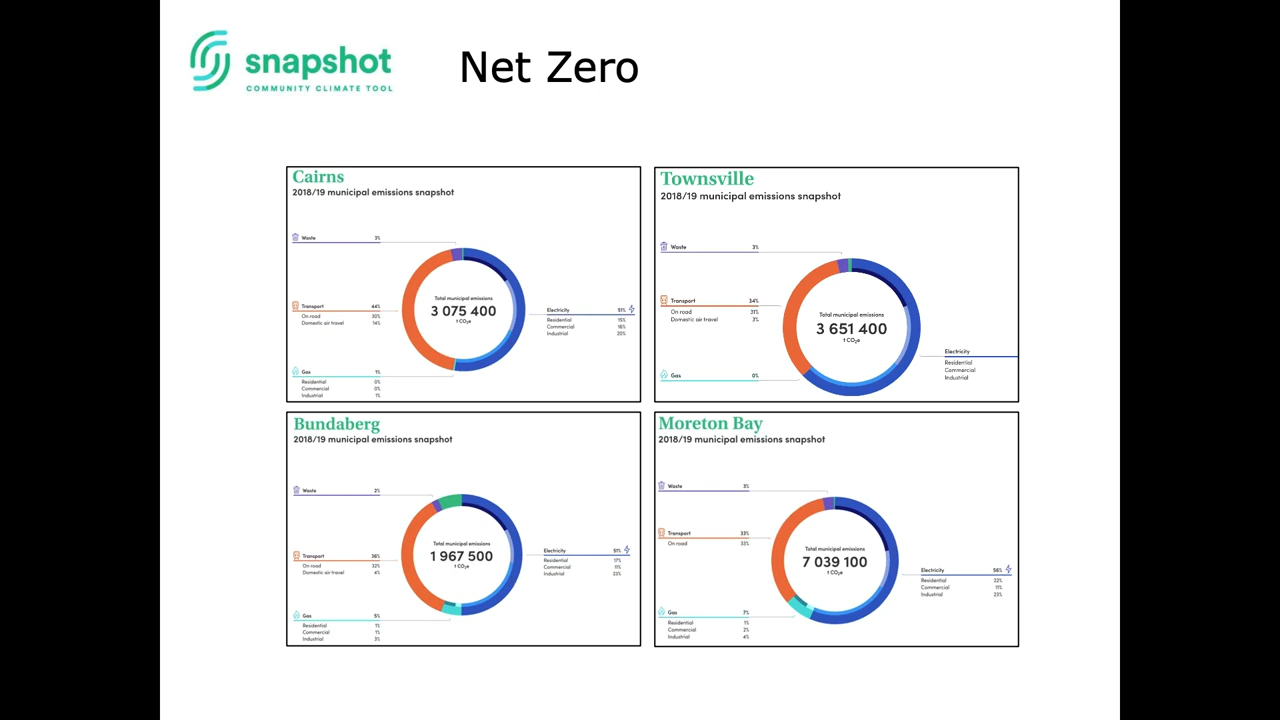 snapshot
COMMUNITY CLIMATE TOOL
Net Zero
Cairns
2018/19 municipal emissions snapshot
Waste 3%
Transport 44%
On road 30%
Domestic air travel 14%
Gas 1%
Residential 0%
Commercial 0%
Industrial 1%
Total municipal emissions
3 075 400
t CO₂e
Electricity 51%
Residential 15%
Commercial 16%
Industrial 20%
Townsville
2018/19 municipal emissions snapshot
Waste 3%
Transport 34%
On road 31%
Domestic air travel 3%
Gas 0%
Total municipal emissions
3 651 400
t CO₂e
Electricity
Residential
Commercial
Industrial
Bundaberg
2018/19 municipal emissions snapshot
Waste 2%
Transport 36%
On road 32%
Domestic air travel 4%
Gas 5%
Residential 1%
Commercial 1%
Industrial 3%
Total municipal emissions
1 967 500
t CO₂e
Electricity 51%
Residential 17%
Commercial 11%
Industrial 23%
Moreton Bay
2018/19 municipal emissions snapshot
Waste 3%
Transport 33%
On road 33%
Gas 7%
Residential 1%
Commercial 2%
Industrial 4%
Total municipal emissions
7 039 100
t CO₂e
Electricity 56%
Residential 22%
Commercial 11%
Industrial 23%